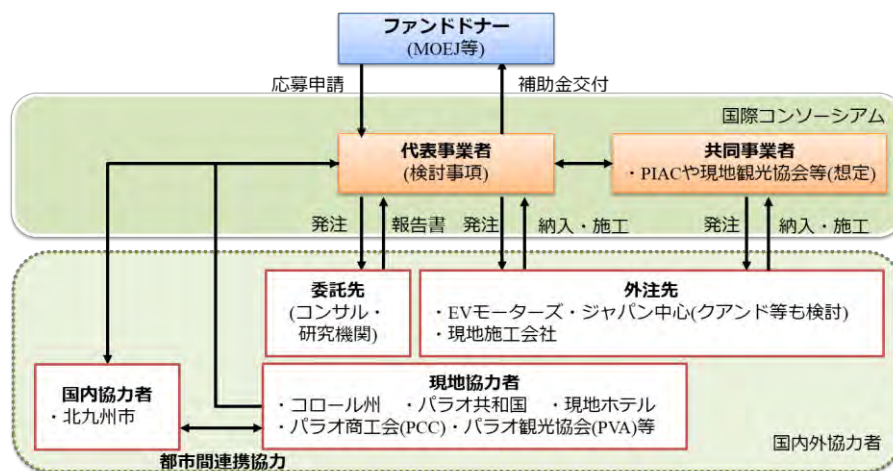 ファンドドナー
(MOEJ等)
応募申請
補助金交付
国際コンソーシアム
代表事業者
(検討事項)
共同事業者
・PIACや現地観光協会等(想定)
発注
報告書
発注
納入・施工
発注
納入・施工
委託先
(コンサル・
研究機関)
外注先
・EVモーターズ・ジャパン中心(クアンド等も検討)
・現地施工会社
国内協力者
・北九州市
現地協力者
・コロール州　・パラオ共和国　・現地ホテル
・パラオ商工会(PCC)・パラオ観光協会(PVA)等
都市間連携協力
国内外協力者